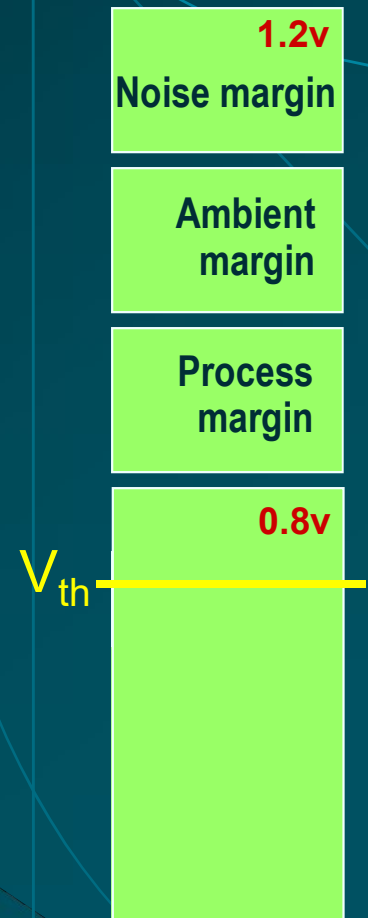 1.2v
Noise margin
Ambient
margin
Process
margin
0.8v
Vth